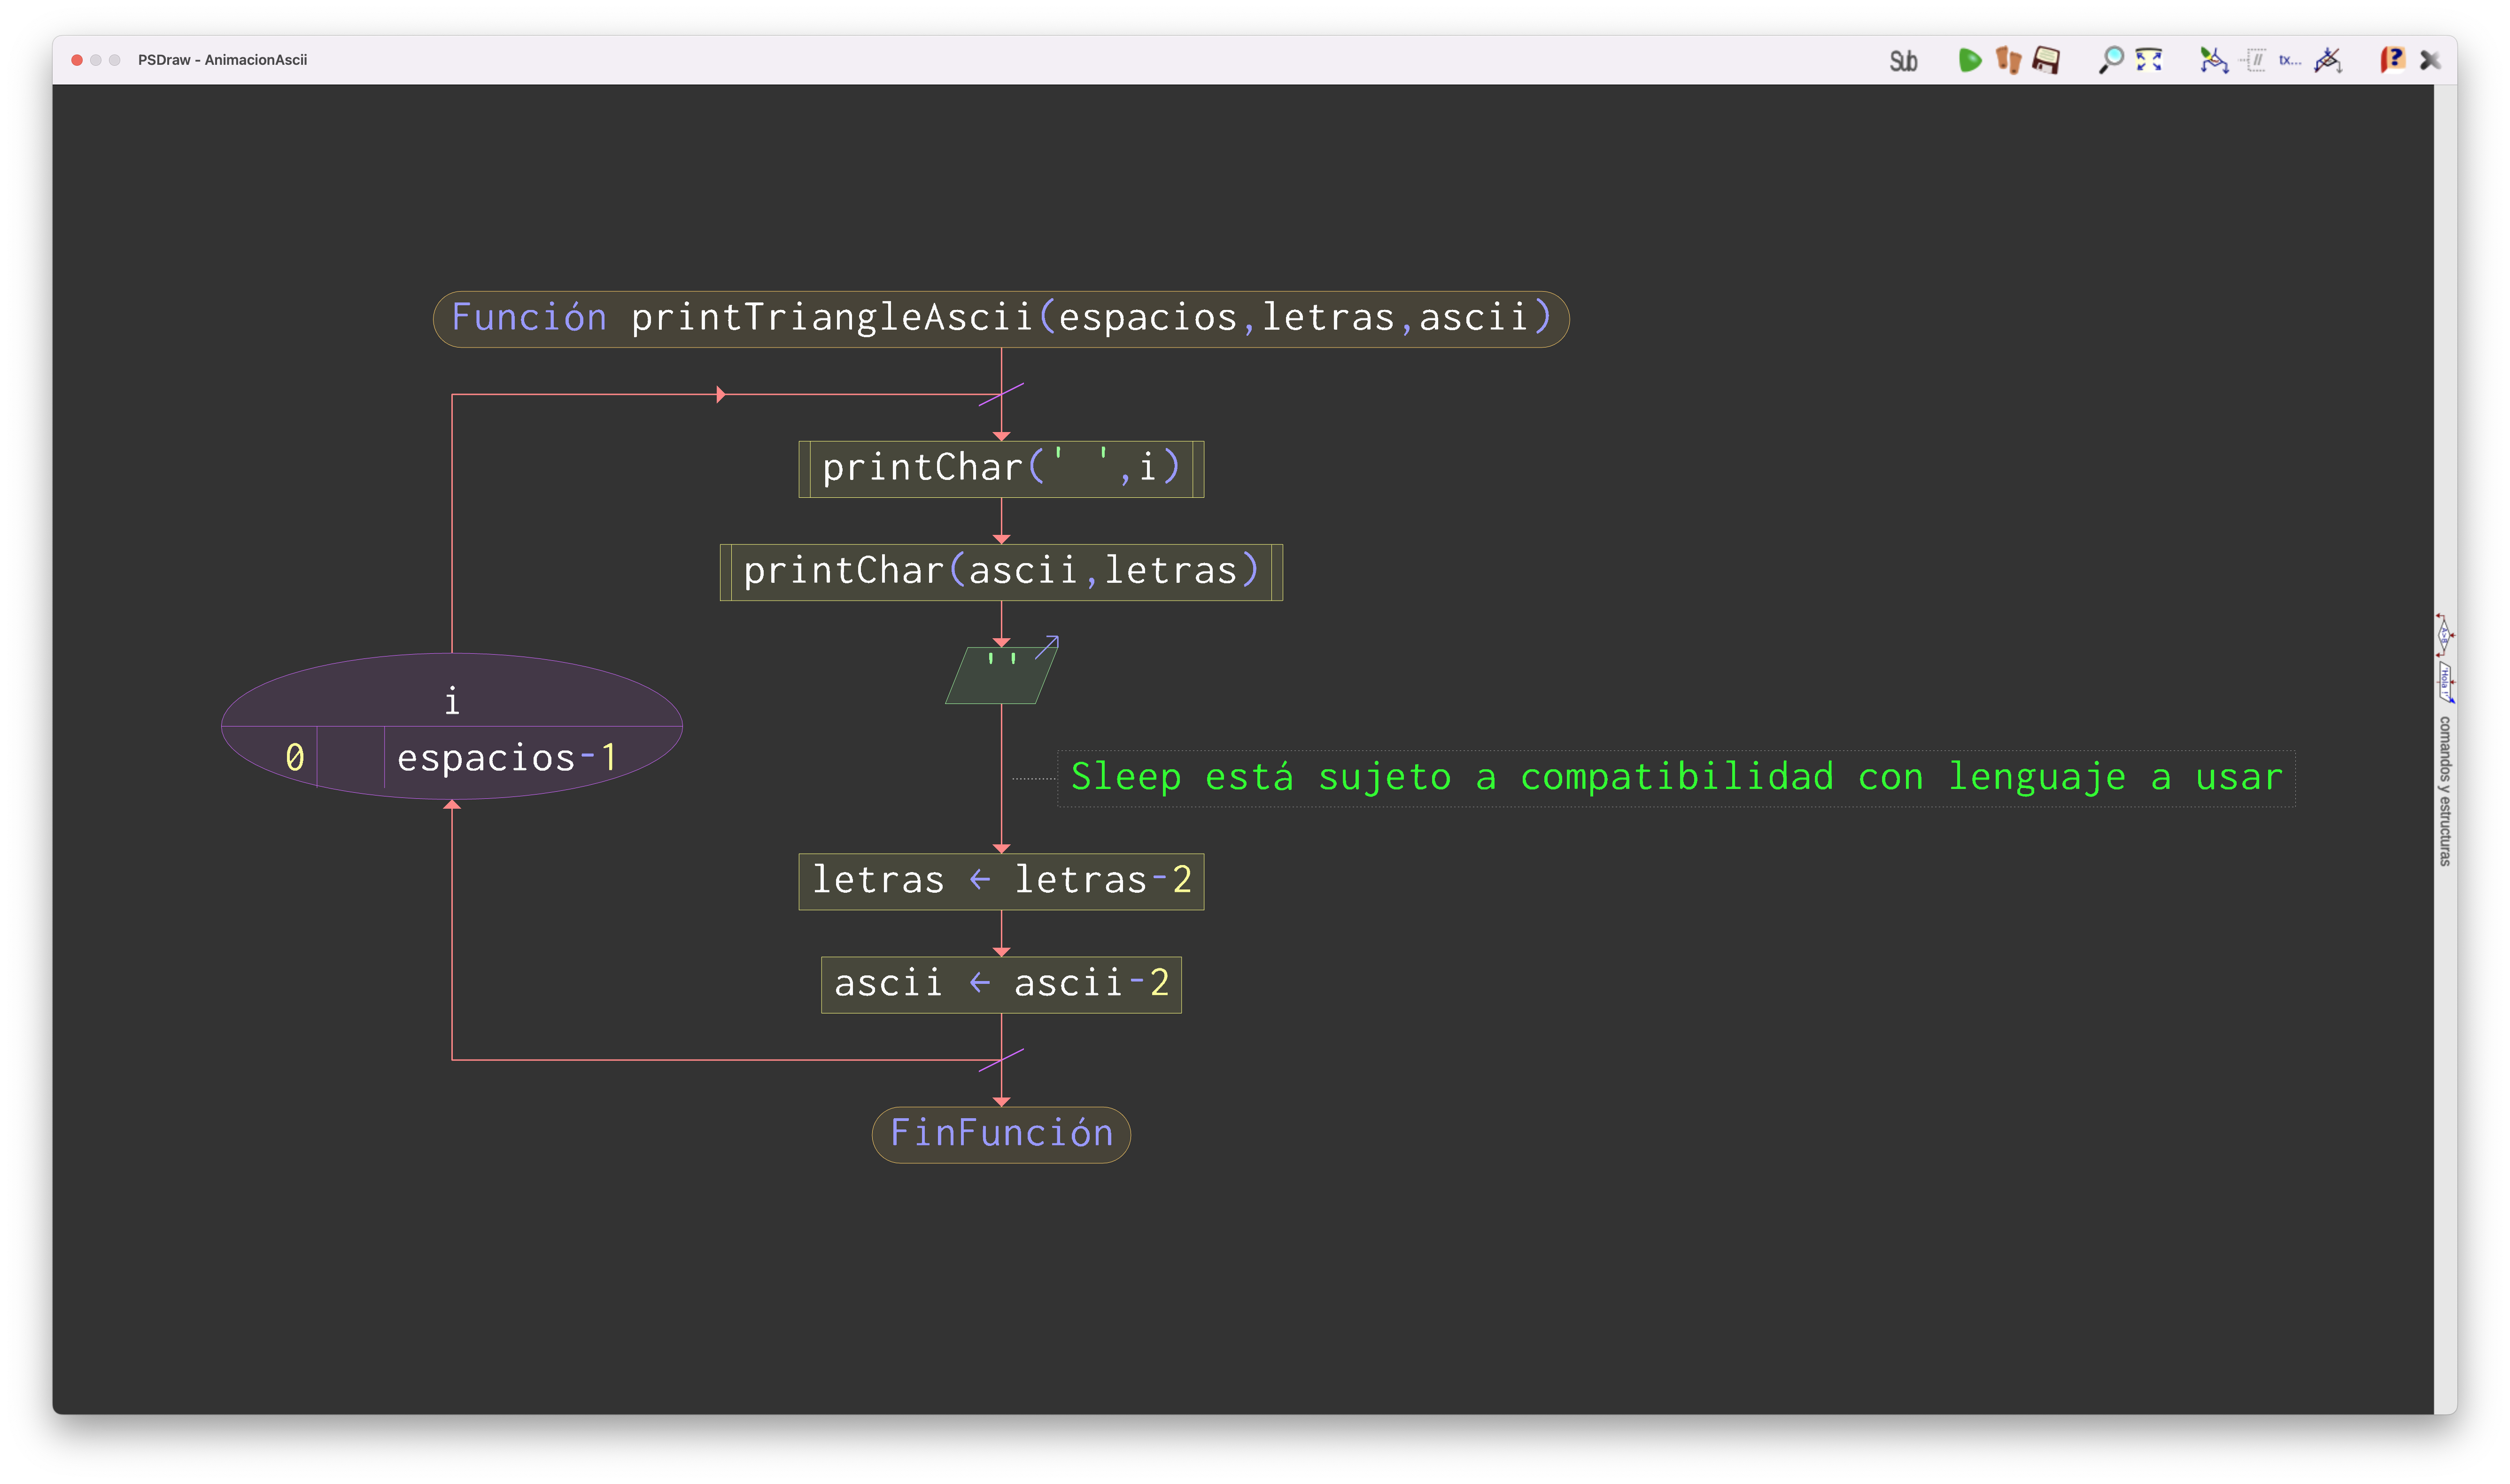 PSDraw - AnimacionAscii
Sub
tx...
Función printTriangleAscii(espacios,letras,ascii)
printChar(' ',i)
printChar(ascii,letras)
''
i
0 espacios-1
Sleep está sujeto a compatibilidad con lenguaje a usar
letras ← letras-2
ascii ← ascii-2
FinFunción
A>B
'Hola !'
comandos y estructuras